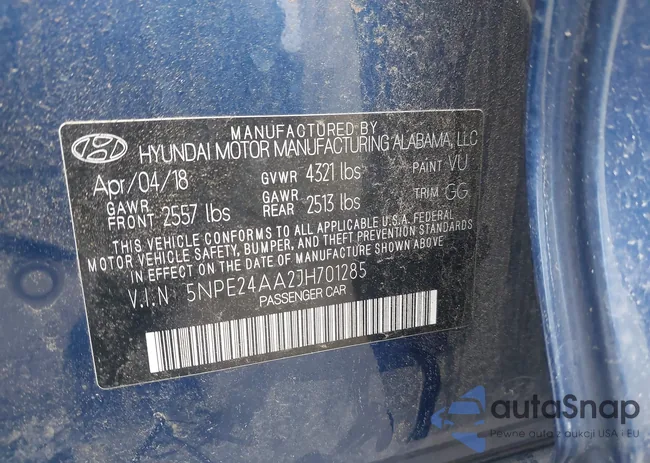 MANUFACTURED BY
HYUNDAI MOTOR MANUFACTURING ALABAMA, LLC
Apr/04/18 GVWR 4321 lbs PAINT VU
GAWR FRONT 2557 lbs GAWR REAR 2513 lbs TRIM GG
THIS VEHICLE CONFORMS TO ALL APPLICABLE U.S.A. FEDERAL
MOTOR VEHICLE SAFETY, BUMPER, AND THEFT PREVENTION STANDARDS
IN EFFECT ON THE DATE OF MANUFACTURE SHOWN ABOVE
V.I.N 5NPE24AA2JH701285
PASSENGER CAR
autoSnap
Pewne auta z aukcji USA i EU